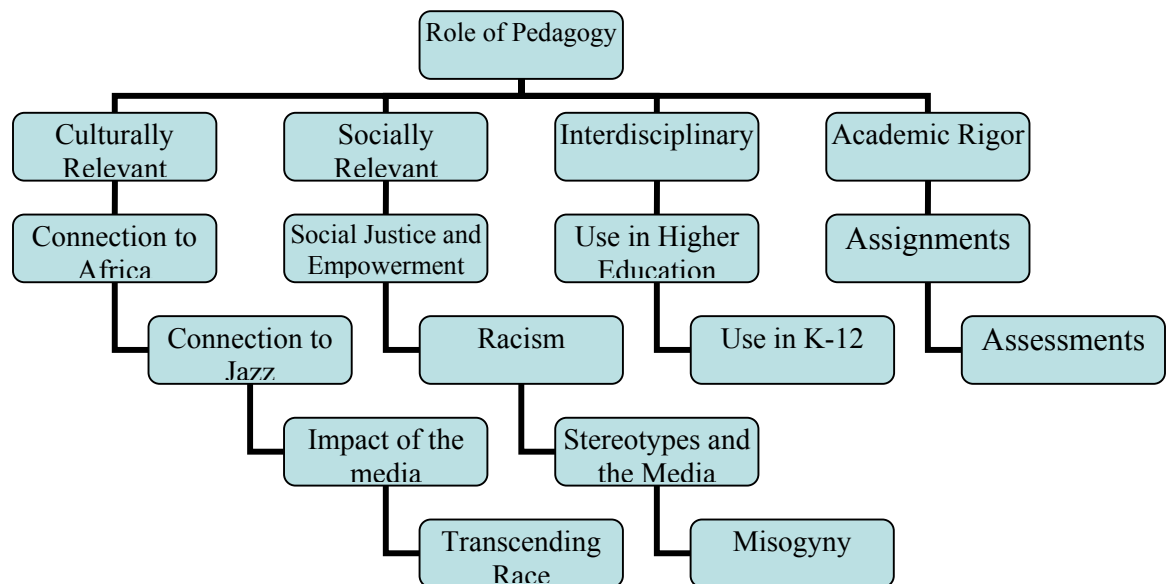 Role of Pedagogy
Culturally
Relevant
Socially
Relevant
Interdisciplinary
Academic Rigor
Connection to
Africa
Social Justice and
Empowerment
Use in Higher
Education
Assignments
Connection to
Jazz
Racism
Use in K-12
Assessments
Impact of the
media
Stereotypes and
the Media
Transcending
Race
Misogyny